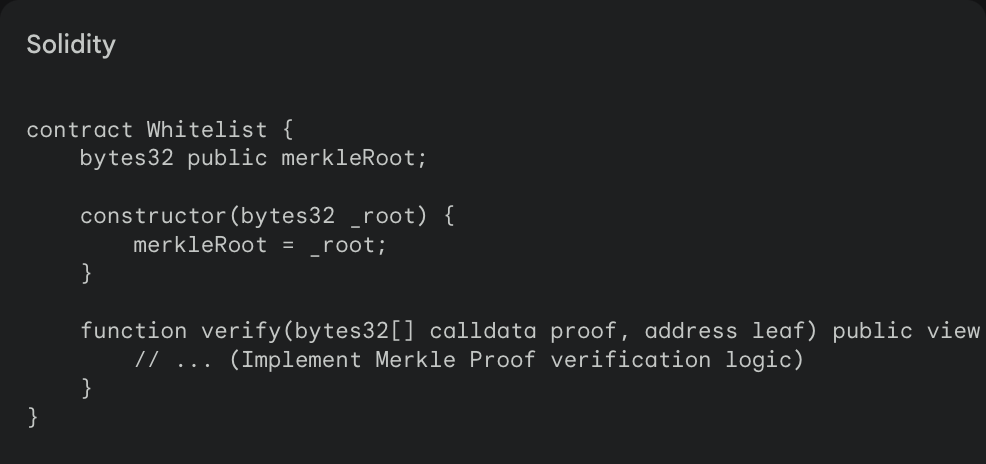 Solidity
contract Whitelist {
    bytes32 public merkleRoot;
    constructor(bytes32 _root) {
        merkleRoot = _root;
    }
    function verify(bytes32[] calldata proof, address leaf) public view
        // ... (Implement Merkle Proof verification logic)
    }
}